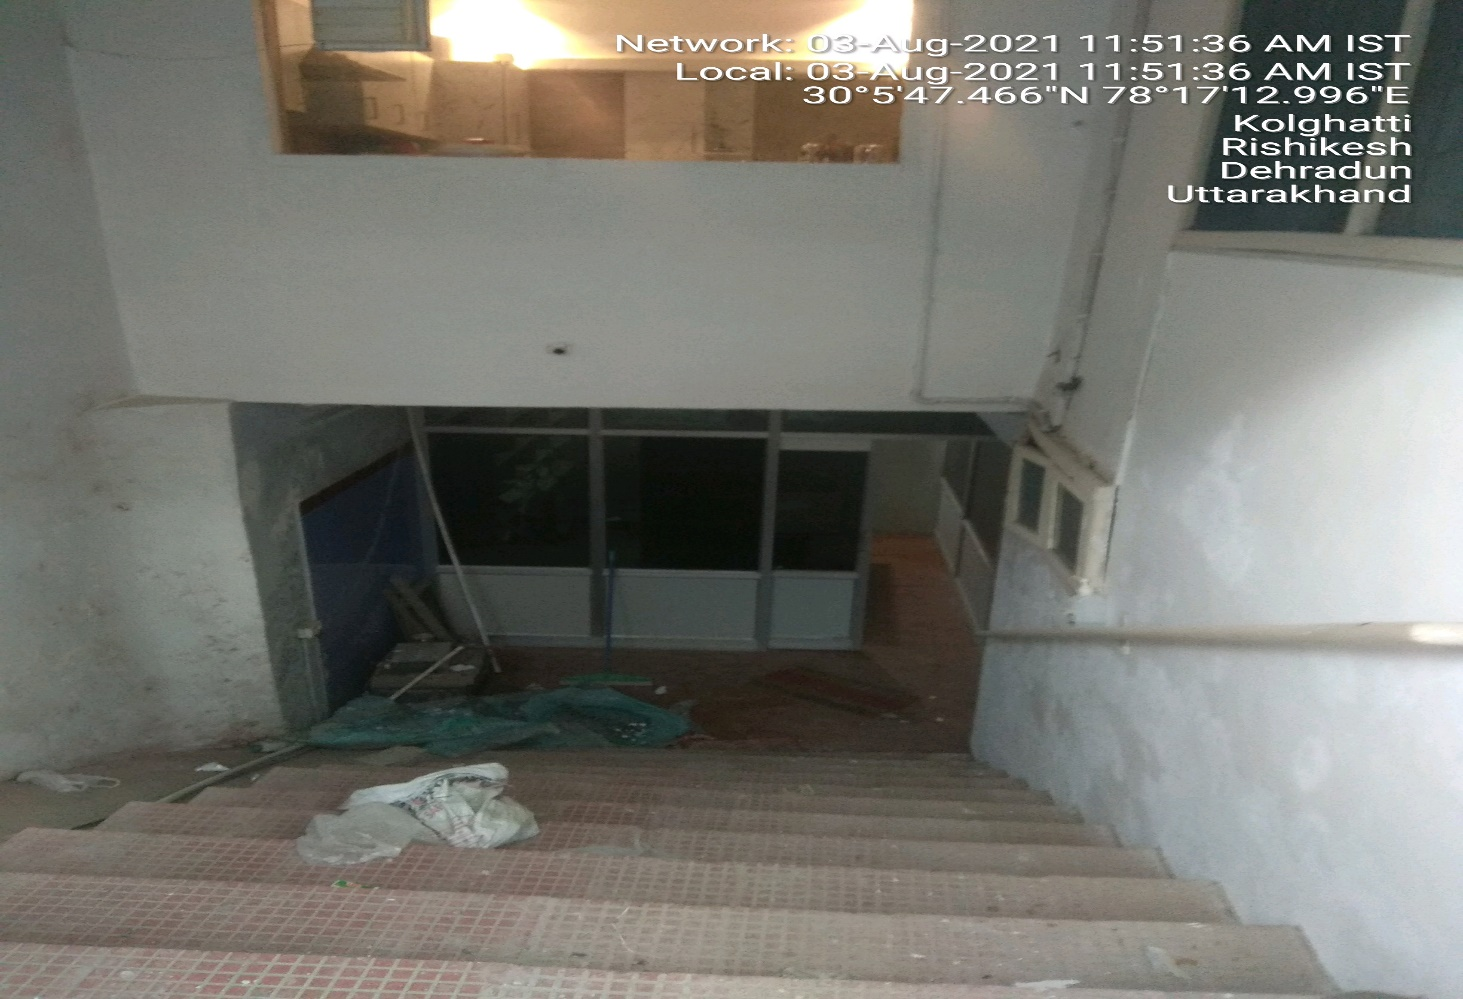 Network: 03-Aug-2021 11:51:36 AM IST
Local: 03-Aug-2021 11:51:36 AM IST
30°5'47.466"N 78°17'12.996"E
Kolghatti
Rishikesh
Dehradun
Uttarakhand